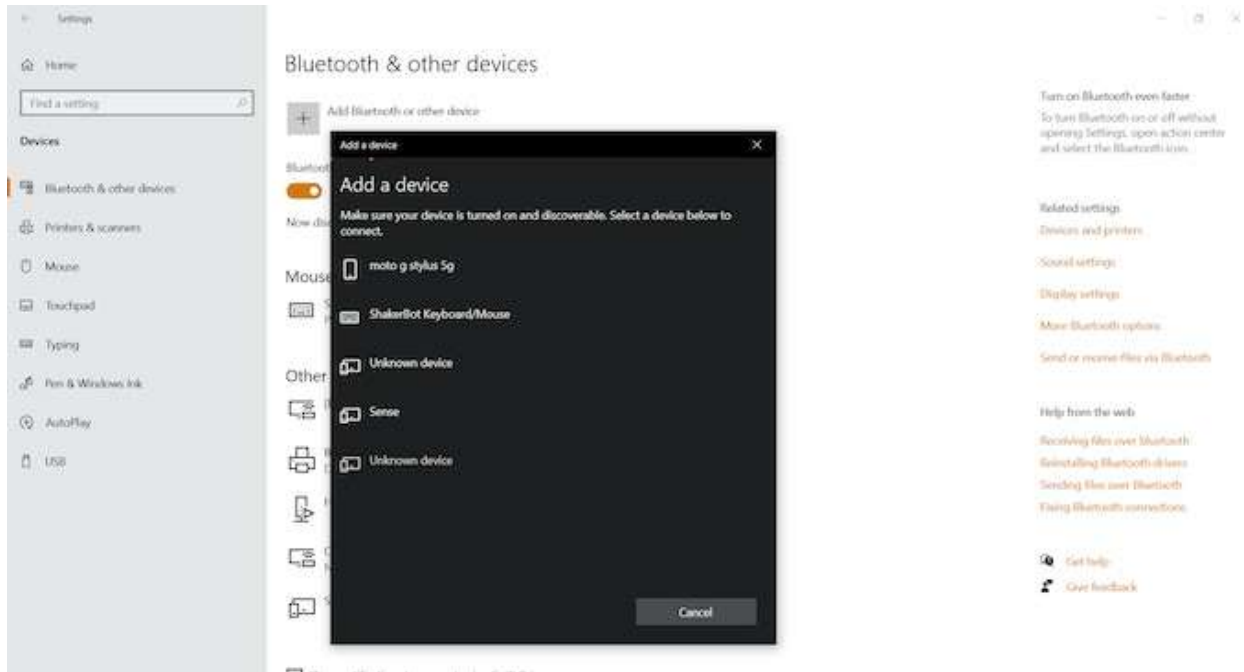 Settings
Home
Find a setting
Devices
Bluetooth & other devices
Printers & scanners
Mouse
Touchpad
Typing
Pen & Windows Ink
AutoPlay
USB
Bluetooth & other devices
Add Bluetooth or other device
Mouse
Other
Add a device
Add a device
Make sure your device is turned on and discoverable. Select a device below to
connect.
moto g stylus 5g
ShakerBot Keyboard/Mouse
Unknown device
Sense
Unknown device
Cancel
Turn on Bluetooth even faster
To turn Bluetooth on or off without
opening Settings, open action center
and select the Bluetooth icon.
Related settings
Devices and printers
Sound settings
Display settings
More Bluetooth options
Send or receive files via Bluetooth
Help from the web
Receiving files over Bluetooth
Reinstalling Bluetooth drivers
Sending files over Bluetooth
Fixing Bluetooth connections
Get help
Give feedback